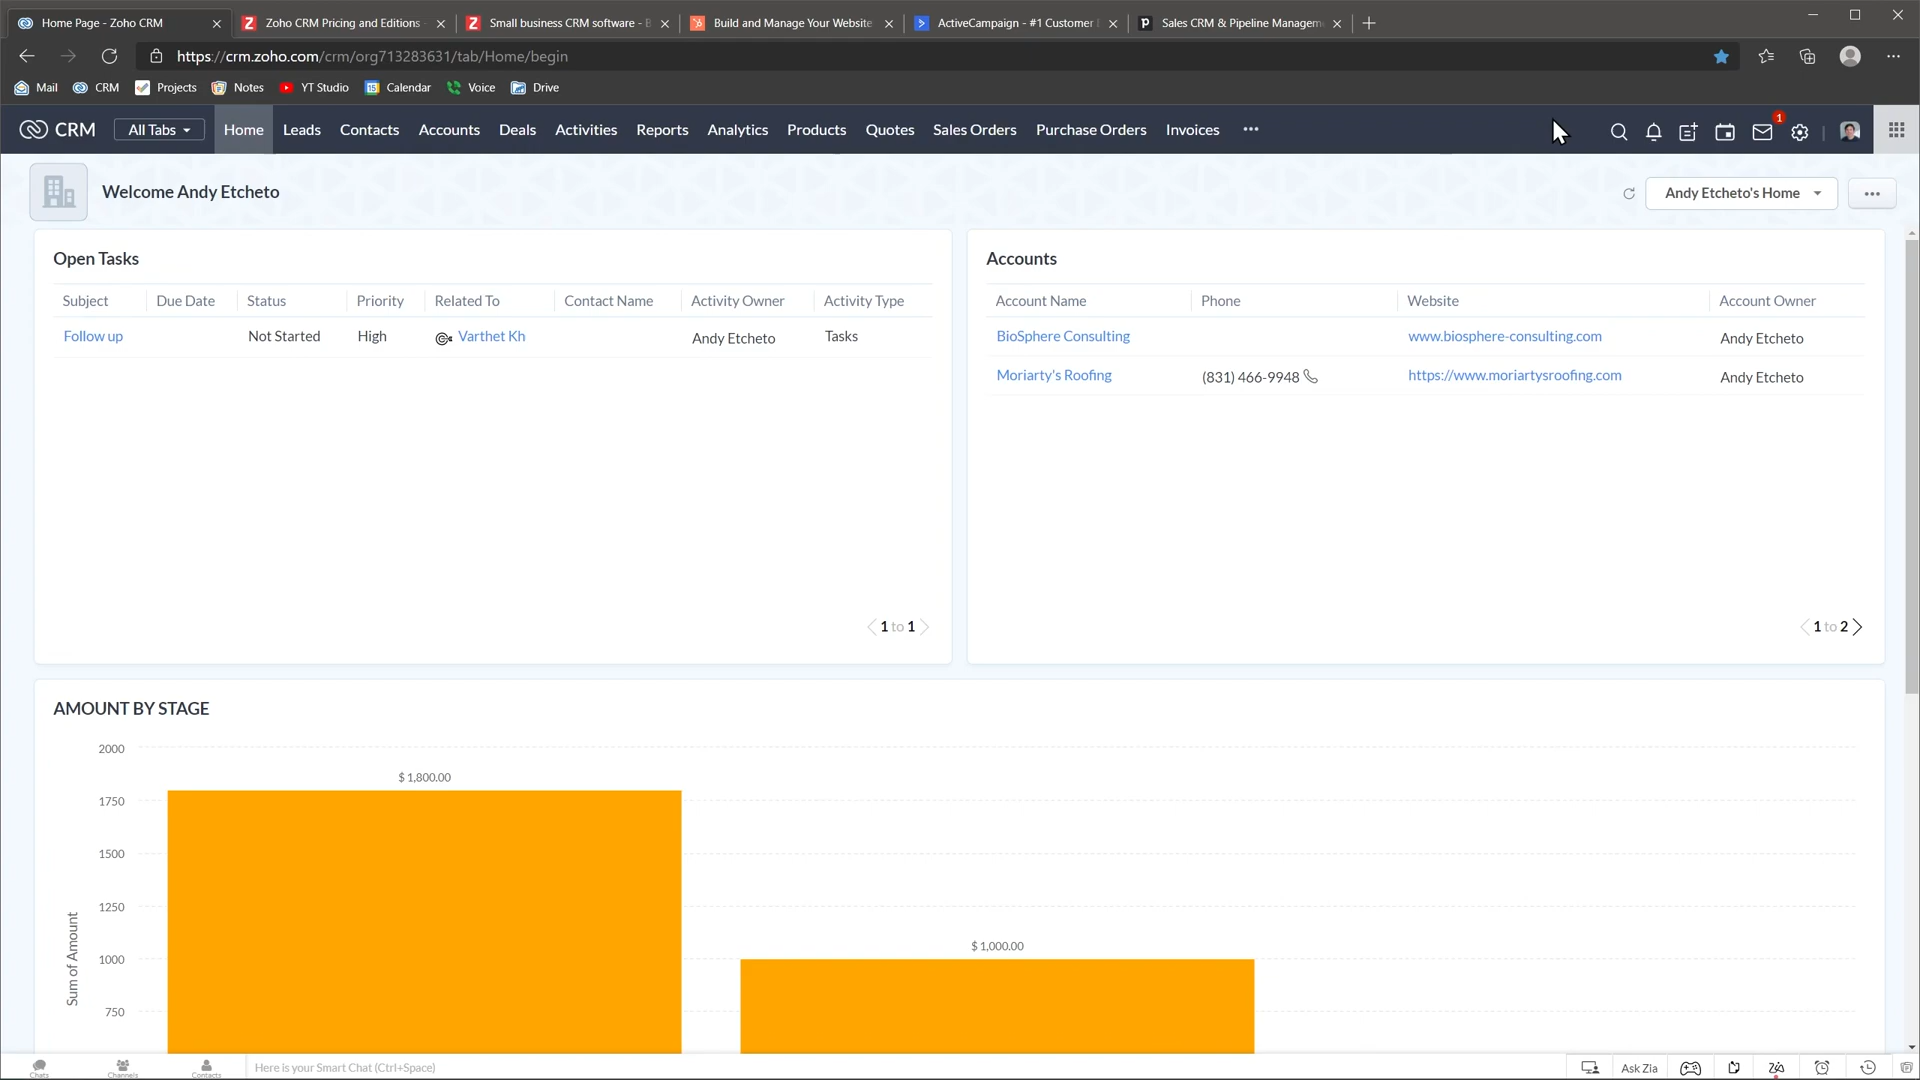 Home Page - Zoho CRM
Zoho CRM Pricing and Editions -
Small business CRM software - B
Build and Manage Your Website
ActiveCampaign - #1 Customer E
Sales CRM & Pipeline Managem
https://crm.zoho.com/crm/org713283631/tab/Home/begin
Mail CRM Projects Notes YT Studio Calendar Voice Drive
CRM All Tabs Home Leads Contacts Accounts Deals Activities Reports Analytics Products Quotes Sales Orders Purchase Orders Invoices ••• 1
Welcome Andy Etcheto
Andy Etcheto's Home
Open Tasks
Subject Due Date Status Priority Related To Contact Name Activity Owner Activity Type
Follow up Not Started High Varthet Kh Andy Etcheto Tasks
1 to 1
Accounts
Account Name Phone Website Account Owner
BioSphere Consulting www.biosphere-consulting.com Andy Etcheto
Moriarty's Roofing (831) 466-9948 https://www.moriartysroofing.com Andy Etcheto
1 to 2
AMOUNT BY STAGE
2000
$ 1,800.00
1750
1500
1250
$ 1,000.00
1000
750
Sum of Amount
Chats Channels Contacts Here is your Smart Chat (Ctrl+Space) Ask Zia